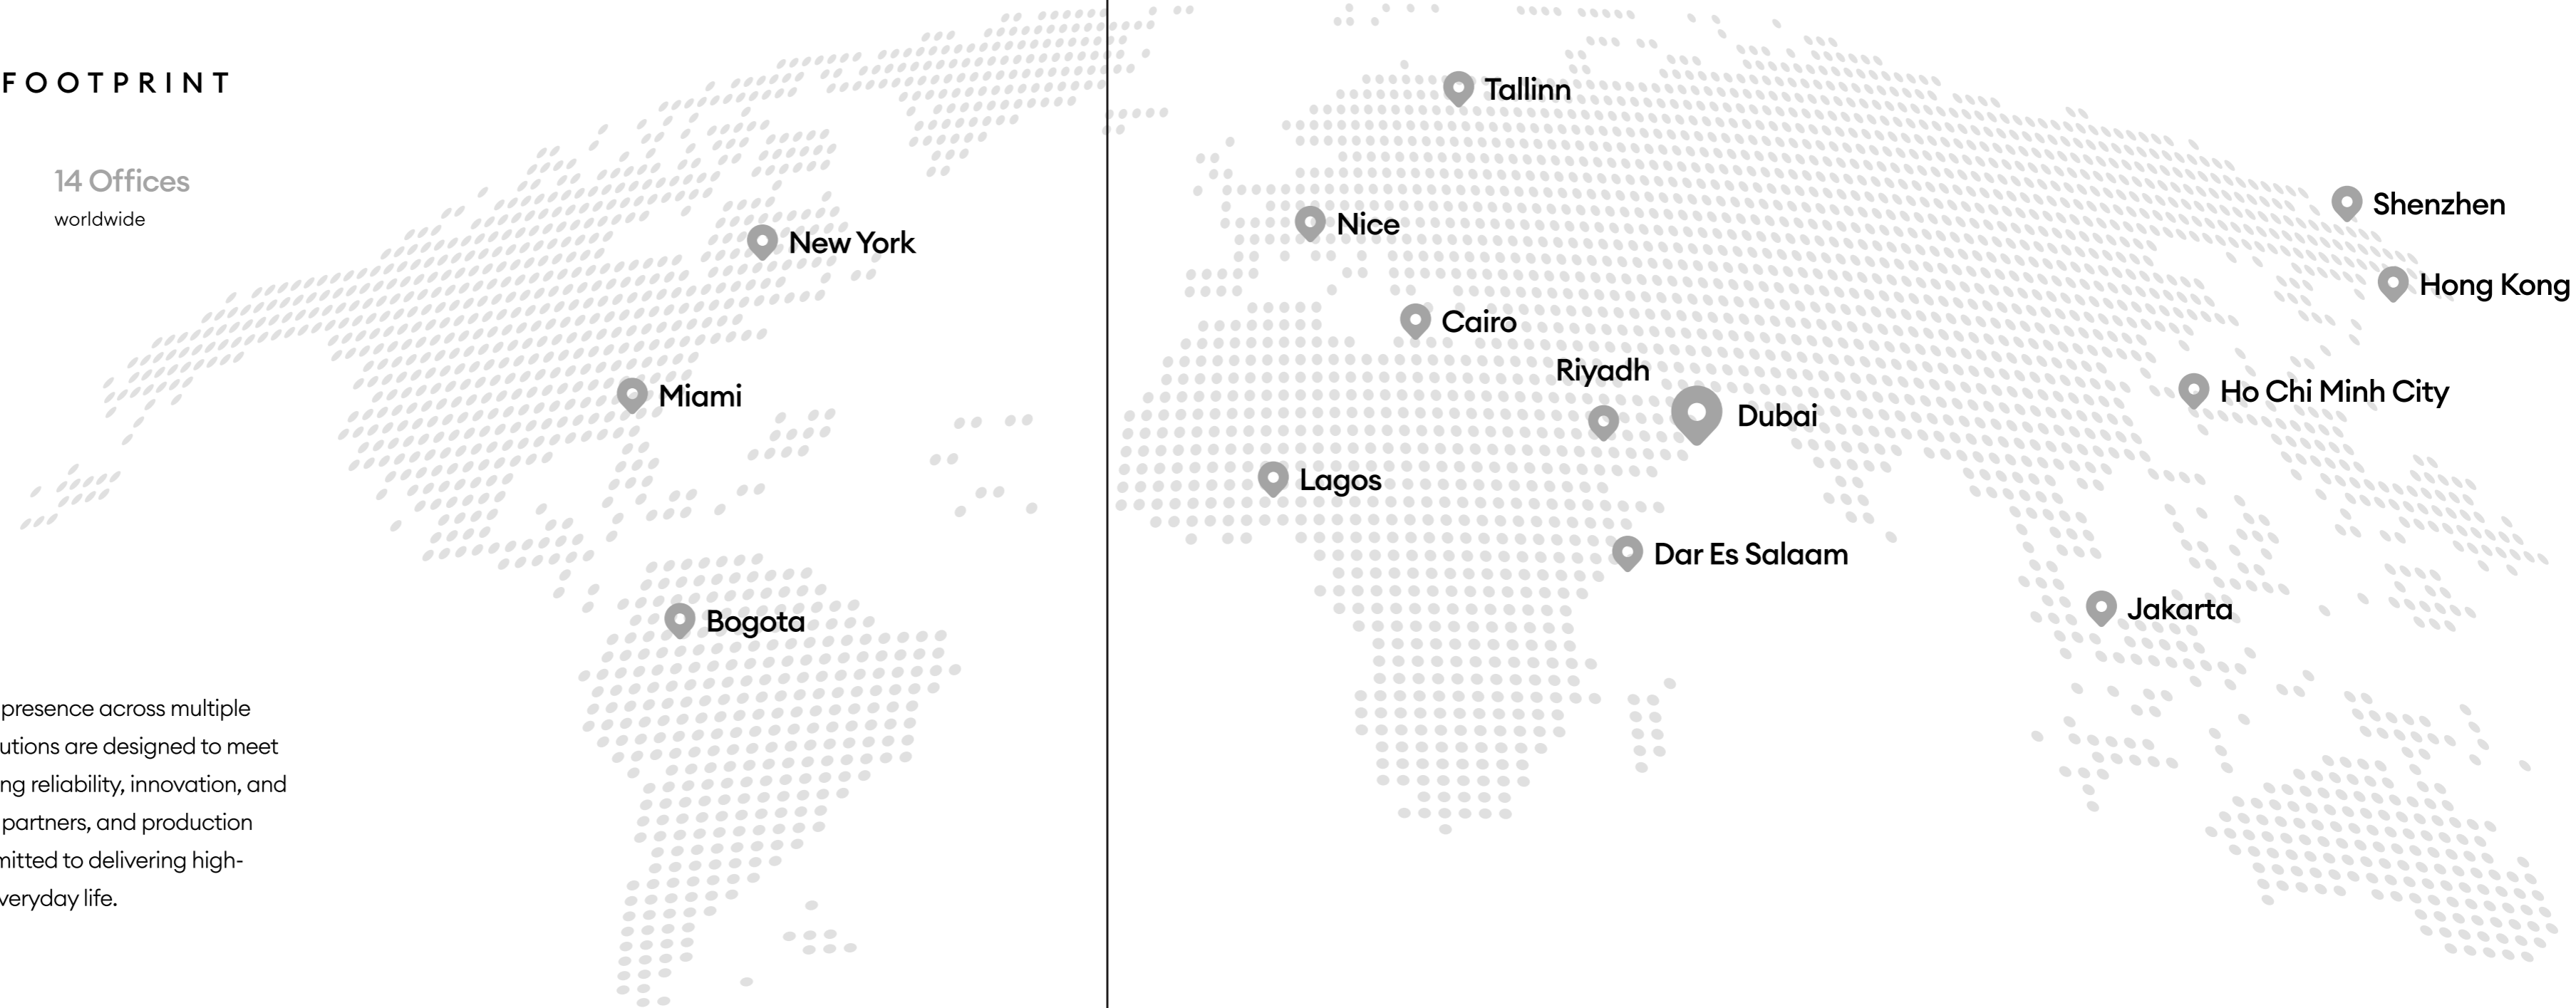 FOOTPRINT
14 Offices
worldwide
presence across multiple
utions are designed to meet
ng reliability, innovation, and
partners, and production
mitted to delivering high-
veryday life.
New York
Miami
Bogota
Tallinn
Nice
Cairo
Riyadh
Dubai
Lagos
Dar Es Salaam
Shenzhen
Hong Kong
Ho Chi Minh City
Jakarta